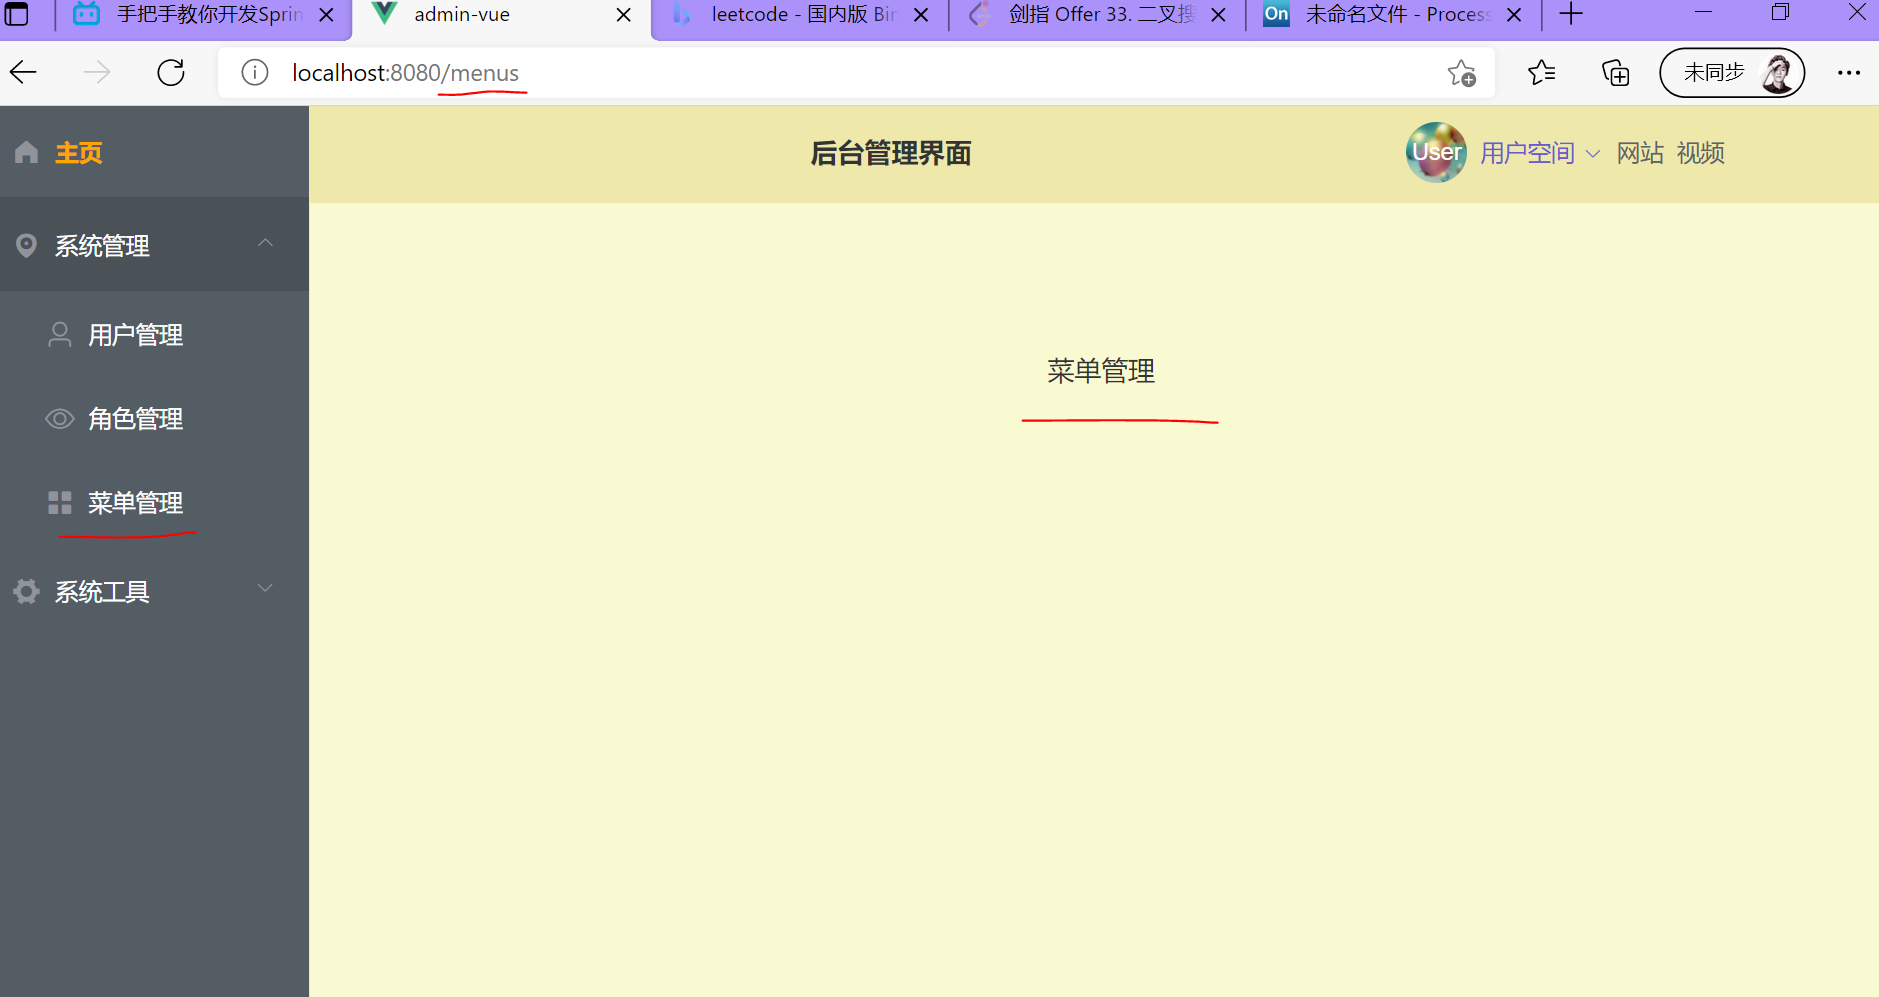 手把手教你开发Sprin
admin-vue
leetcode - 国内版 Bin
剑指 Offer 33. 二叉搜
On 未命名文件 - Process
localhost:8080/menus
未同步
主页
后台管理界面
User 用户空间 网站 视频
系统管理
用户管理
角色管理
菜单管理
系统工具
菜单管理